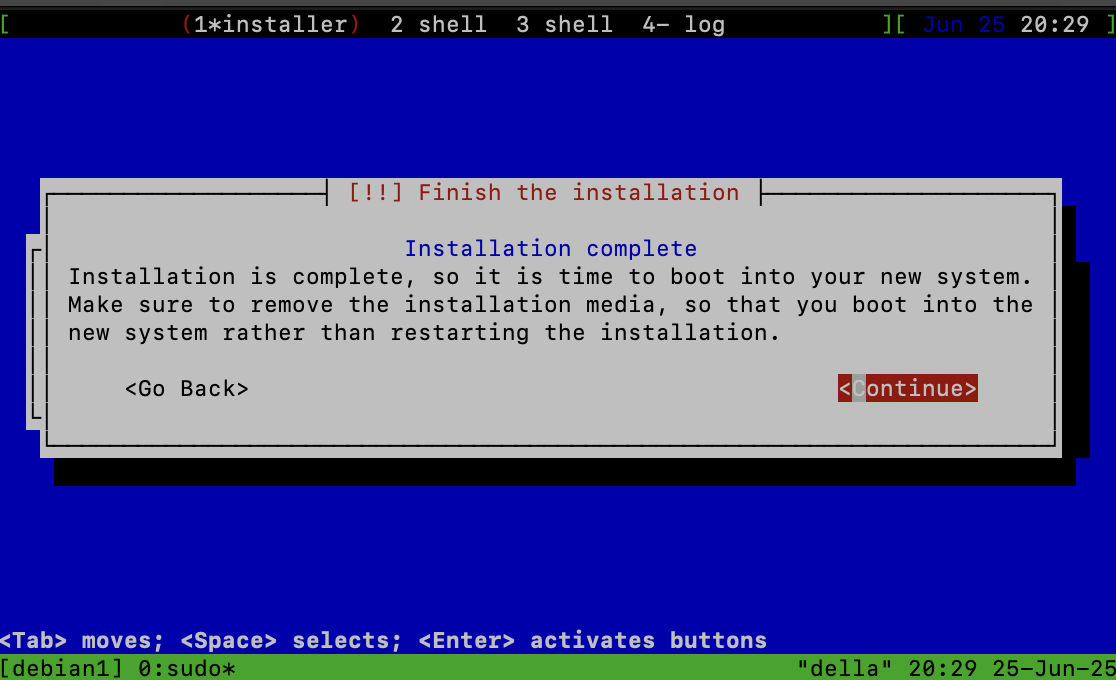 [ (1*installer) 2 shell 3 shell 4- log ][ Jun 25 20:29 ]
[!!] Finish the installation
Installation complete
Installation is complete, so it is time to boot into your new system.
Make sure to remove the installation media, so that you boot into the
new system rather than restarting the installation.
<Go Back> <Continue>
<Tab> moves; <Space> selects; <Enter> activates buttons
[debian1] 0:sudo* "della" 20:29 25-Jun-25